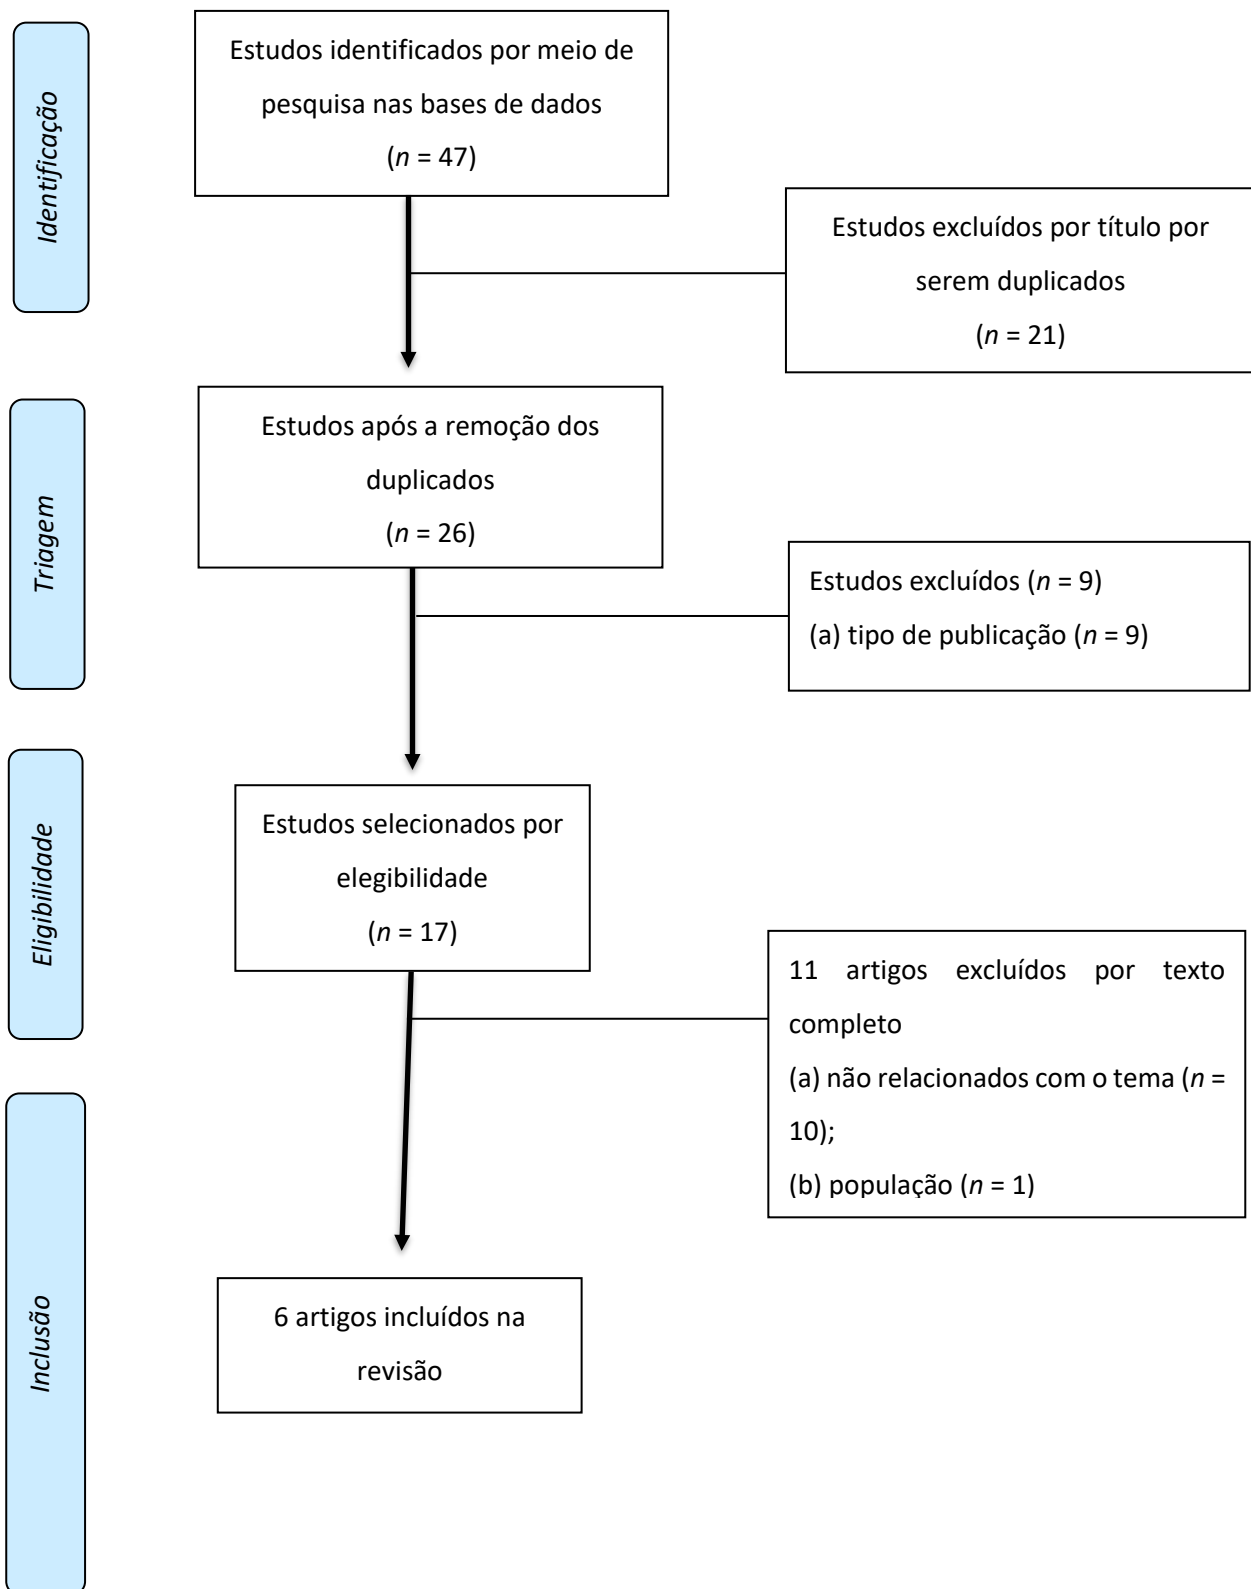 Identificação
Estudos identificados por meio de
pesquisa nas bases de dados
(n = 47)
Estudos excluídos por título por
serem duplicados
(n = 21)
Triagem
Estudos após a remoção dos
duplicados
(n = 26)
Estudos excluídos (n = 9)
(a) tipo de publicação (n = 9)
Eligibilidade
Estudos selecionados por
elegibilidade
(n = 17)
11 artigos excluídos por texto
completo
(a) não relacionados com o tema (n =
10);
(b) população (n = 1)
Inclusão
6 artigos incluídos na
revisão